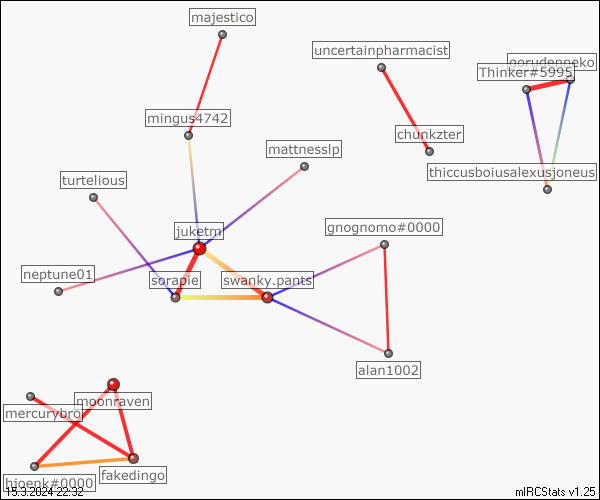 majestico
uncertainpharmacist
gorudenneko
Thinker#5995
mingus4742
chunkzter
mattnesslp
thiccusboiusalexusjoneus
turtelious
gnognomo#0000
juketm
neptune01
sorapie
swanky.pants
alan1002
moonraven
mercurybro
fakedingo
hjoenk#0000
15.3.2024 22:32
mIRCStats v1.25